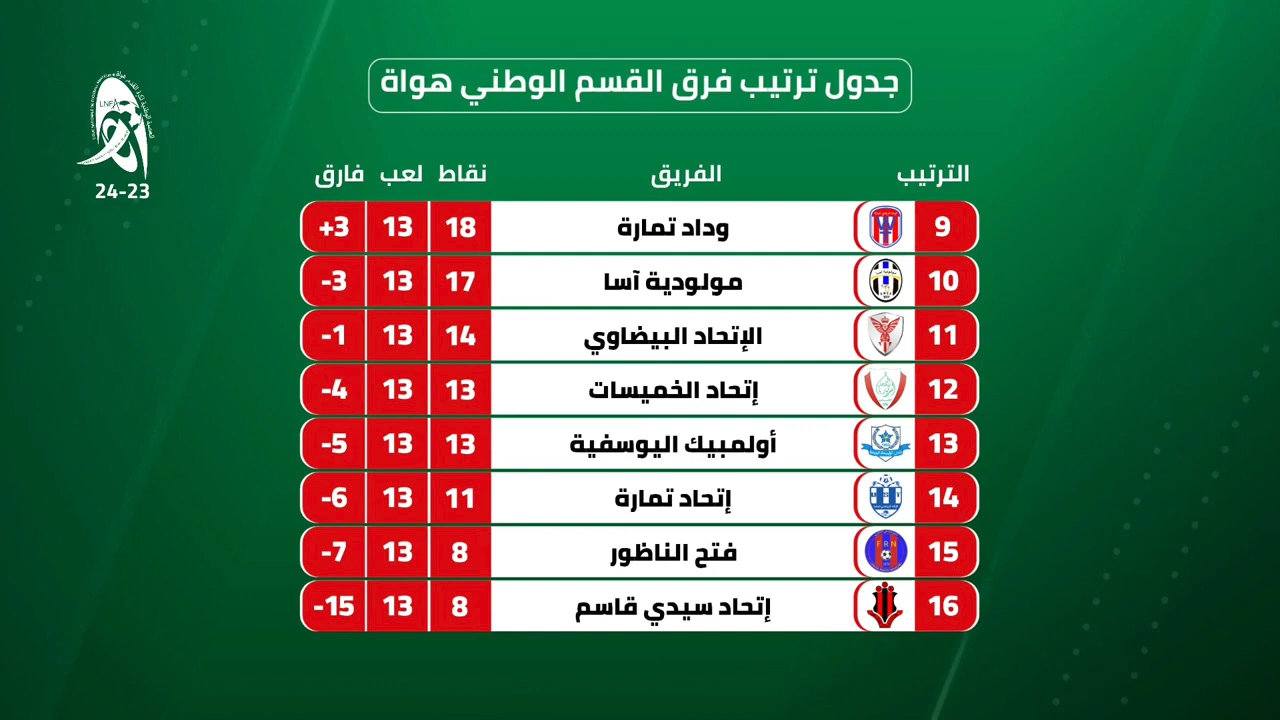 جدول ترتيب فرق القسم الوطني هواة
LNFA
24-23
الترتيب الفريق نقاط لعب فارق
9 وداد تمارة 18 13 +3
10 مولودية آسا 17 13 -3
11 الإتحاد البيضاوي 14 13 -1
12 إتحاد الخميسات 13 13 -4
13 أولمبيك اليوسفية 13 13 -5
14 إتحاد تمارة 11 13 -6
15 FRN فتح الناظور 8 13 -7
16 إتحاد سيدي قاسم 8 13 -15